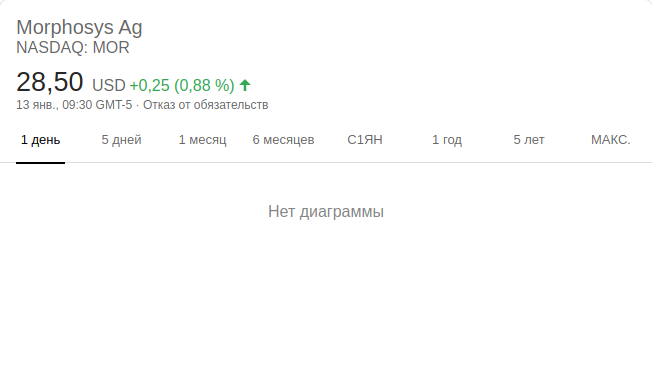 Morphosys Ag
NASDAQ: MOR
28,50 USD +0,25 (0,88 %)
13 янв., 09:30 GMT-5 · Отказ от обязательств
1 день 5 дней 1 месяц 6 месяцев С1ЯН 1 год 5 лет МАКС.
Нет диаграммы